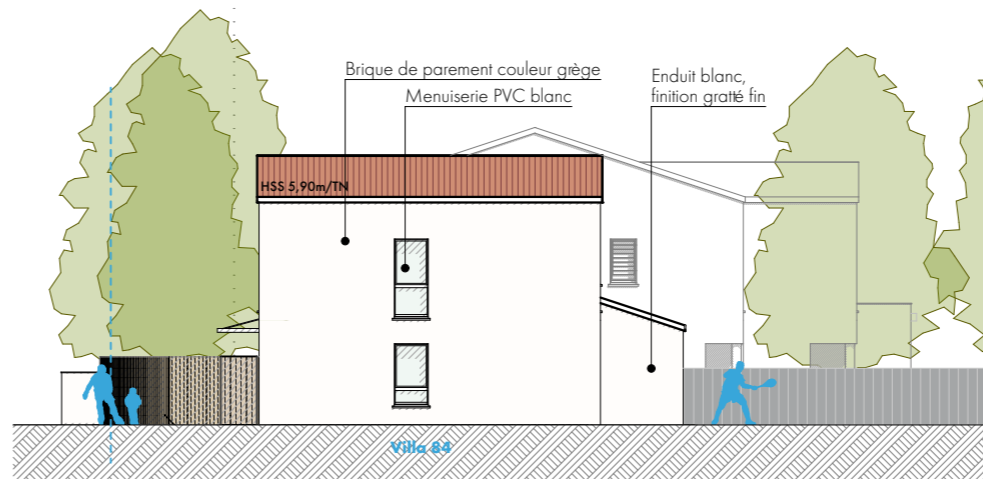 Brique de parement couleur grège
Menuiserie PVC blanc
Enduit blanc,
finition gratté fin
HSS 5,90m/TN
Villa 84